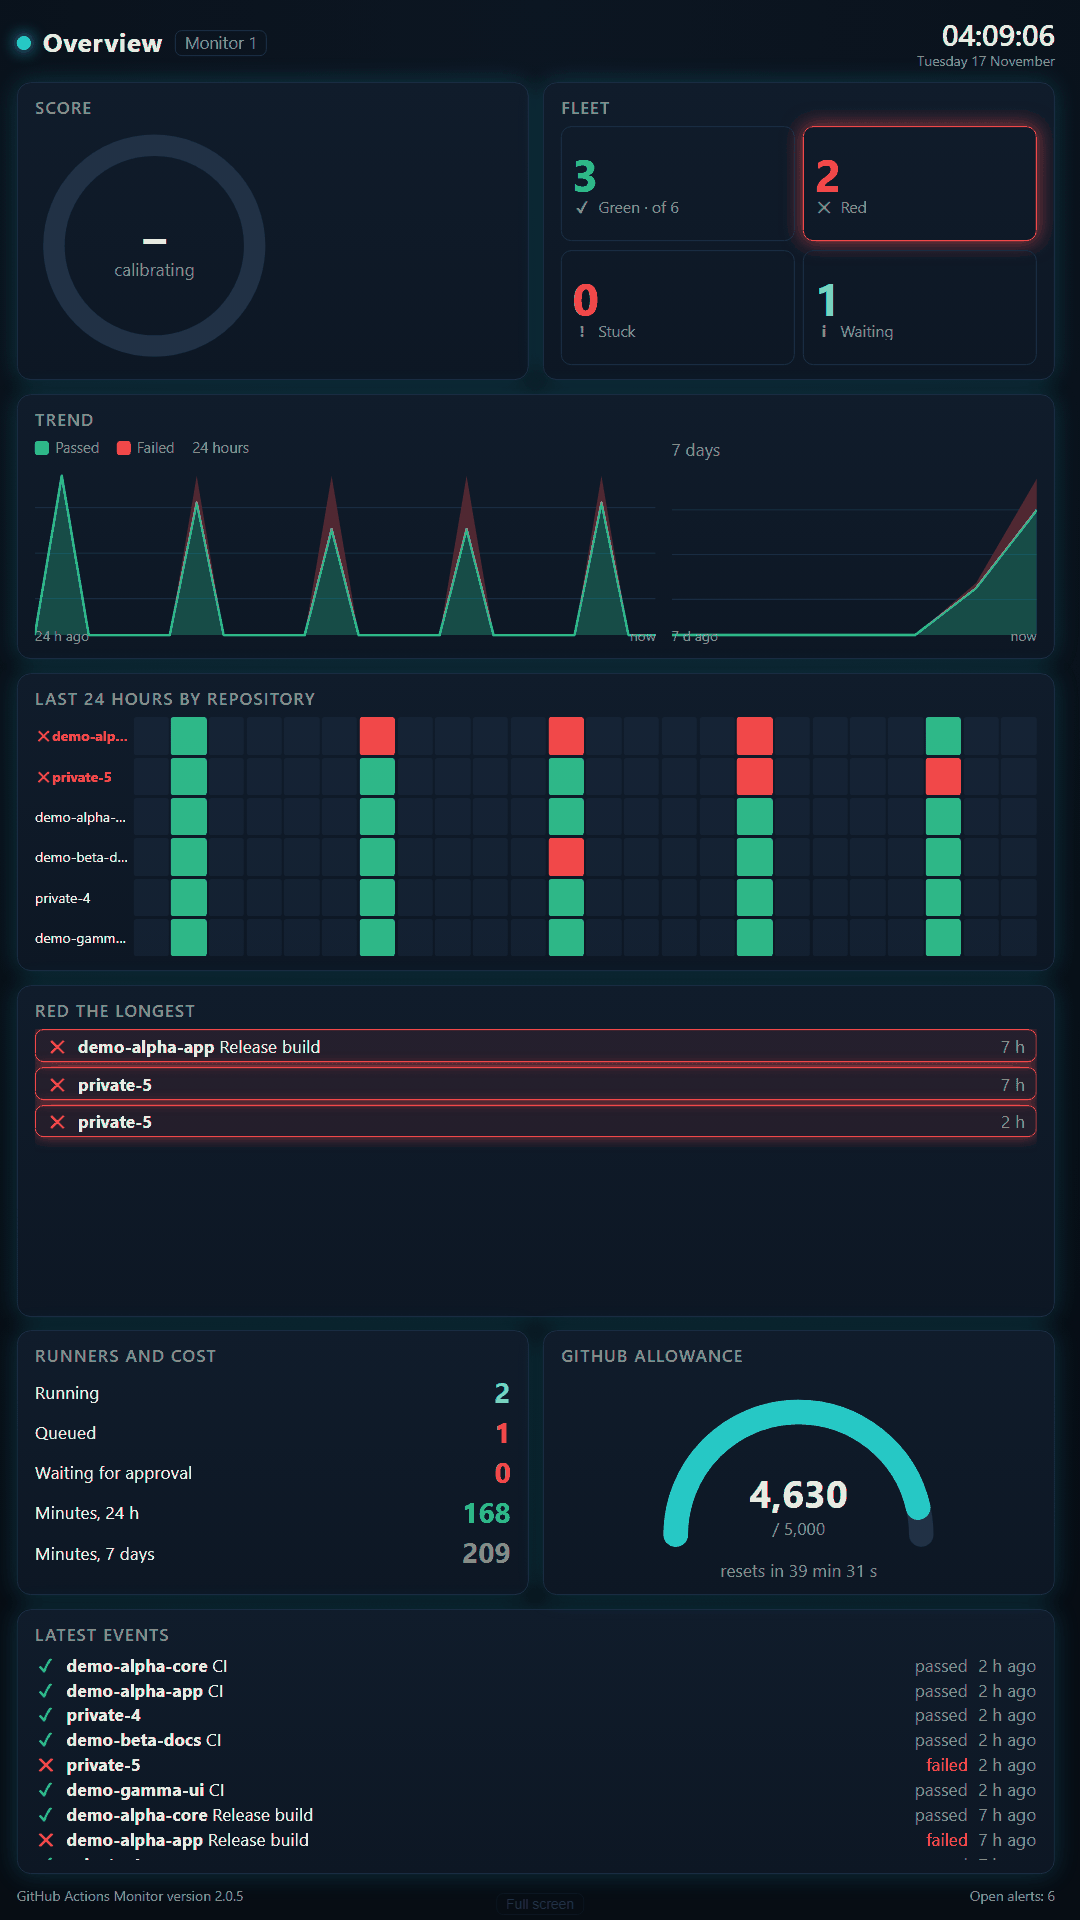 Overview Monitor 1
04:09:06
Tuesday 17 November
SCORE
–
calibrating
FLEET
3
✓ Green · of 6
2
✕ Red
0
! Stuck
1
i Waiting
TREND
Passed Failed 24 hours
7 days
24 h ago
now
7 d ago
now
LAST 24 HOURS BY REPOSITORY
✕demo-alp...
✕private-5
demo-alpha-...
demo-beta-d...
private-4
demo-gamm...
RED THE LONGEST
✕ demo-alpha-app Release build 7 h
✕ private-5 7 h
✕ private-5 2 h
RUNNERS AND COST
Running 2
Queued 1
Waiting for approval 0
Minutes, 24 h 168
Minutes, 7 days 209
GITHUB ALLOWANCE
4,630
/ 5,000
resets in 39 min 31 s
LATEST EVENTS
✓ demo-alpha-core CI passed 2 h ago
✓ demo-alpha-app CI passed 2 h ago
✓ private-4 passed 2 h ago
✓ demo-beta-docs CI passed 2 h ago
✕ private-5 failed 2 h ago
✓ demo-gamma-ui CI passed 2 h ago
✓ demo-alpha-core Release build passed 7 h ago
✕ demo-alpha-app Release build failed 7 h ago
GitHub Actions Monitor version 2.0.5
Full screen
Open alerts: 6